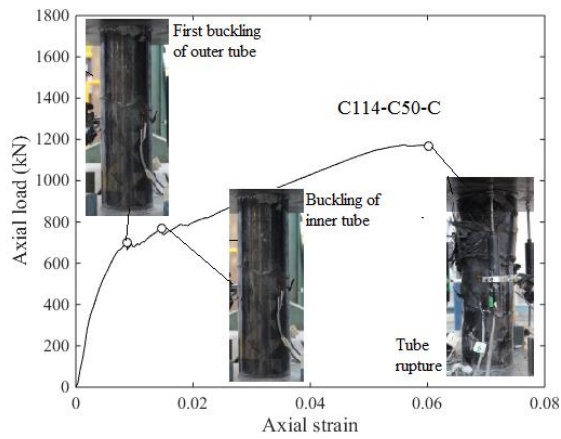 1800
1600
1400
1200
1000
800
600
400
200
0
Axial load (kN)
First buckling
of outer tube
C114-C50-C
Buckling of
inner tube
Tube
rupture
0
0.02
0.04
0.06
0.08
Axial strain